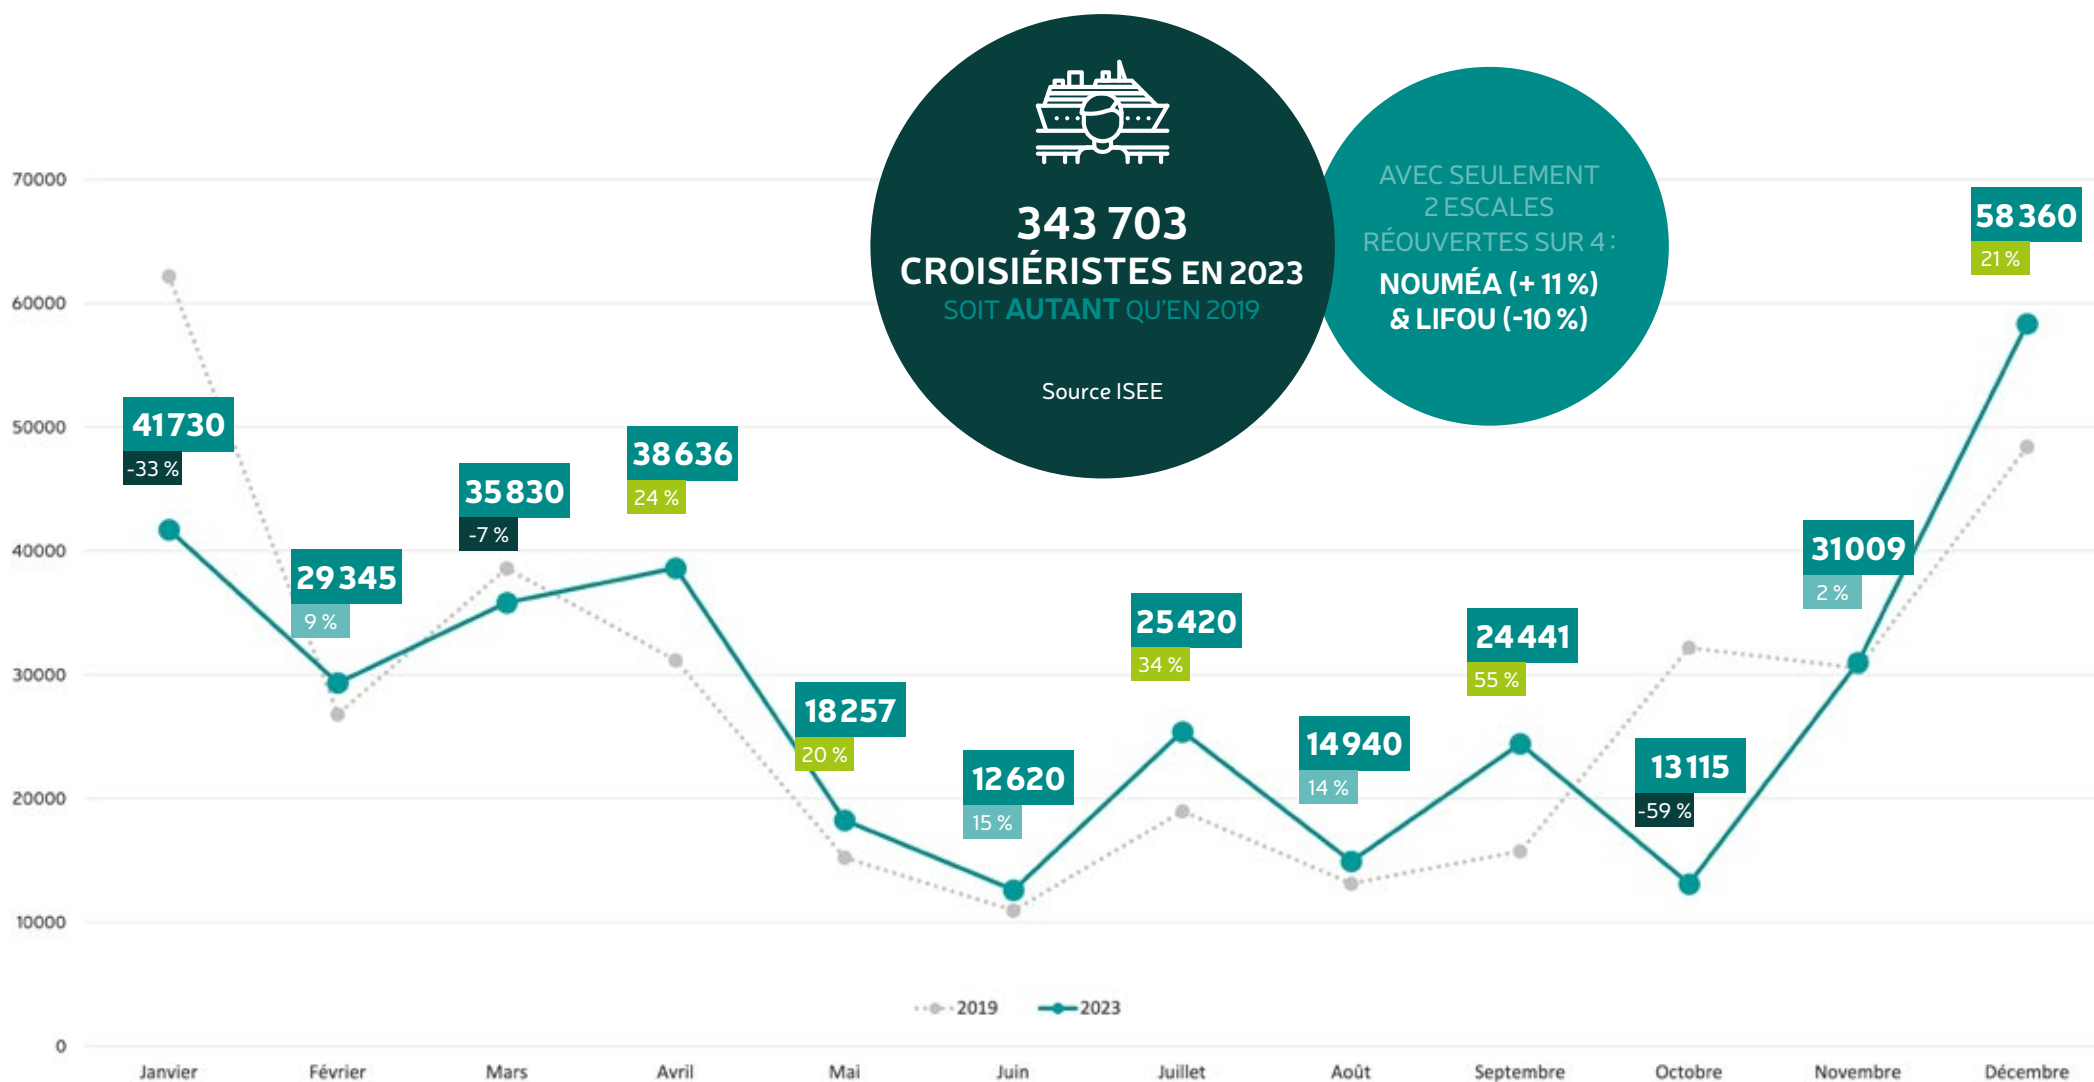 343 703
CROISIÉRISTES EN 2023
SOIT AUTANT QU'EN 2019
Source ISEE
AVEC SEULEMENT
2 ESCALES
RÉOUVERTES SUR 4 :
NOUMÉA (+ 11 %)
& LIFOU (-10 %)
70000
60000
50000
40000
30000
20000
10000
0
41 730
-33 %
29 345
9 %
35 830
-7 %
38 636
24 %
18 257
20 %
12 620
15 %
25 420
34 %
14 940
14 %
24 441
55 %
13 115
-59 %
31 009
2 %
58 360
21 %
2019
2023
Janvier
Février
Mars
Avril
Mai
Juin
Juillet
Août
Septembre
Octobre
Novembre
Décembre